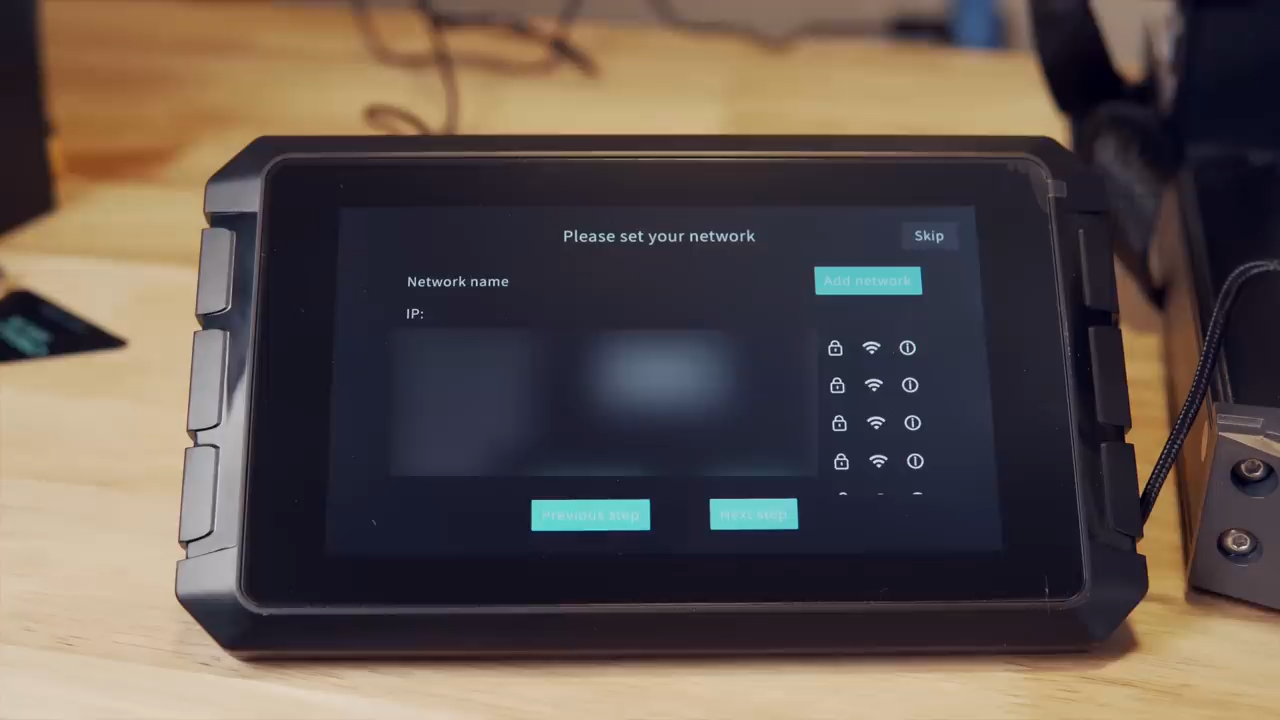 Please set your network
Skip
Network name
Add network
IP:
Previous step
Next step